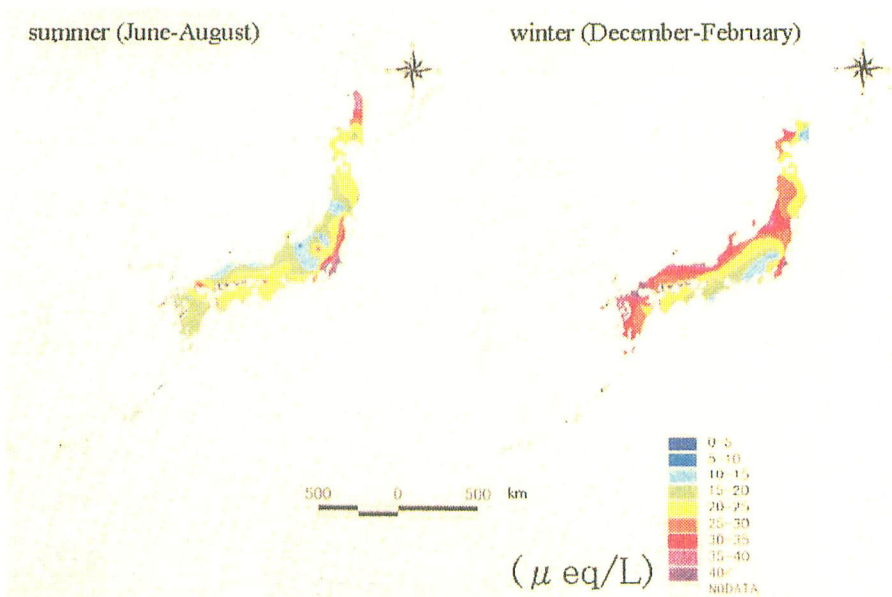 summer (June-August)
winter (December-February)
500 0 500 km
0-5
5-10
10-15
15-20
20-25
25-30
30-35
35-40
40<
NODATA
(μ eq/L)